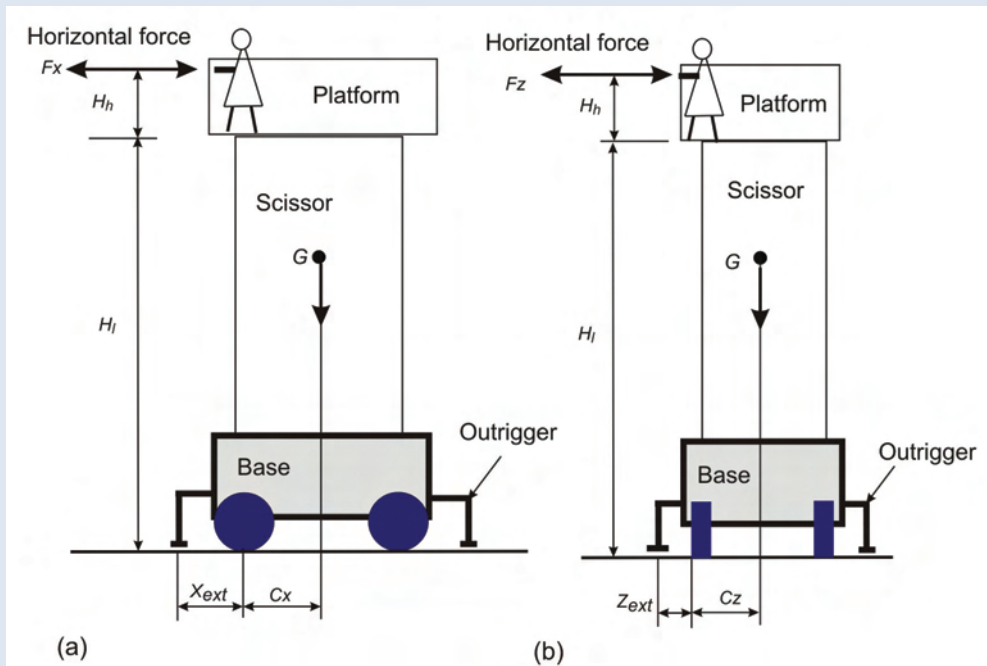 Horizontal force
Fx
Hh
Platform
Scissor
G
Hl
Outrigger
Base
Xext
Cx
(a)
Horizontal force
Fz
Hh
Platform
Scissor
G
Hl
Outrigger
Base
Zext
Cz
(b)